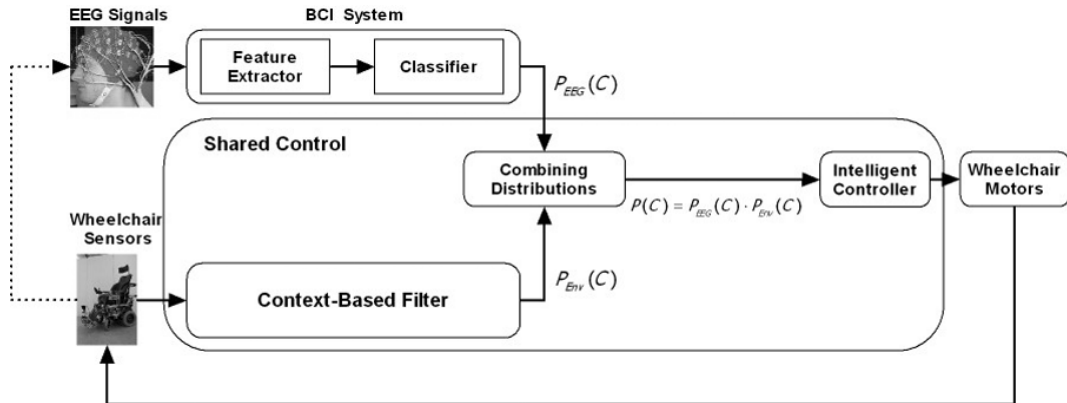 EEG Signals
BCI System
Feature
Extractor
Classifier
P_EEG(C)
Shared Control
Combining
Distributions
P(C) = P_EEG(C) · P_Env(C)
Intelligent
Controller
Wheelchair
Motors
Wheelchair
Sensors
Context-Based Filter
P_Env(C)